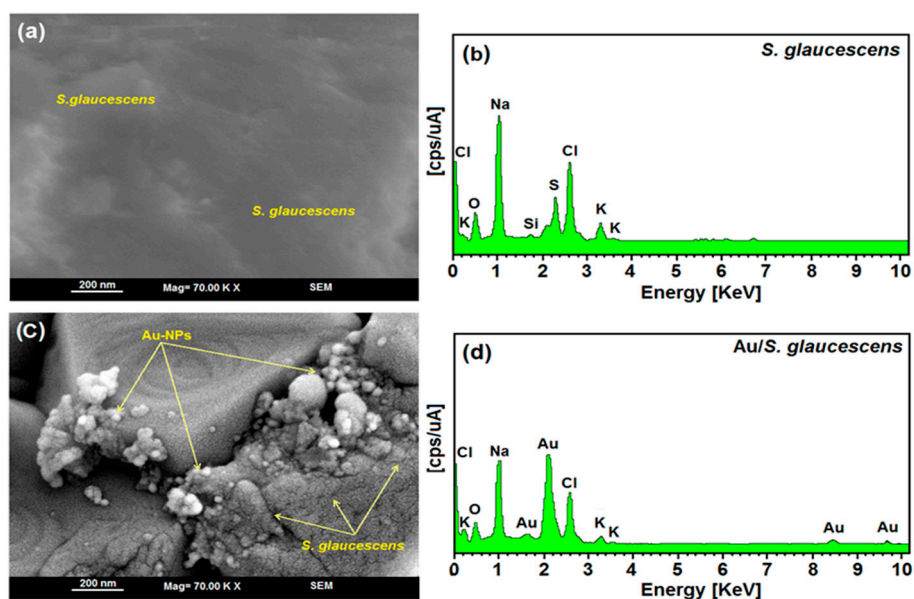 (a)
S.glaucescens
S. glaucescens
200 nm Mag= 70.00 K X SEM
(b)
S. glaucescens
[cps/uA]
Cl
K
O
Na
Si
S
Cl
K
K
0 1 2 3 4 5 6 7 8 9 10
Energy [KeV]
(C)
Au-NPs
S. glaucescens
200 nm Mag= 70.00 K X SEM
(d)
Au/S. glaucescens
[cps/uA]
Cl
K
O
Na
Au
Au
Cl
K
K
Au
Au
0 1 2 3 4 5 6 7 8 9 10
Energy [KeV]